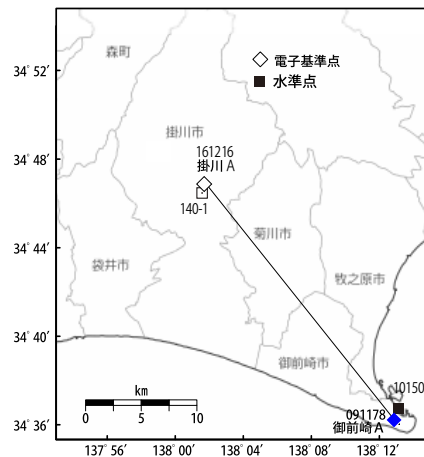 34° 52′
34° 48′
34° 44′
34° 40′
34° 36′
森町
◇ 電子基準点
■ 水準点
掛川市
161216
掛川 A
140-1
菊川市
袋井市
牧之原市
御前崎市
km
0 5 10
10150
091178
御前崎 A
137° 56′ 138° 00′ 138° 04′ 138° 08′ 138° 12′